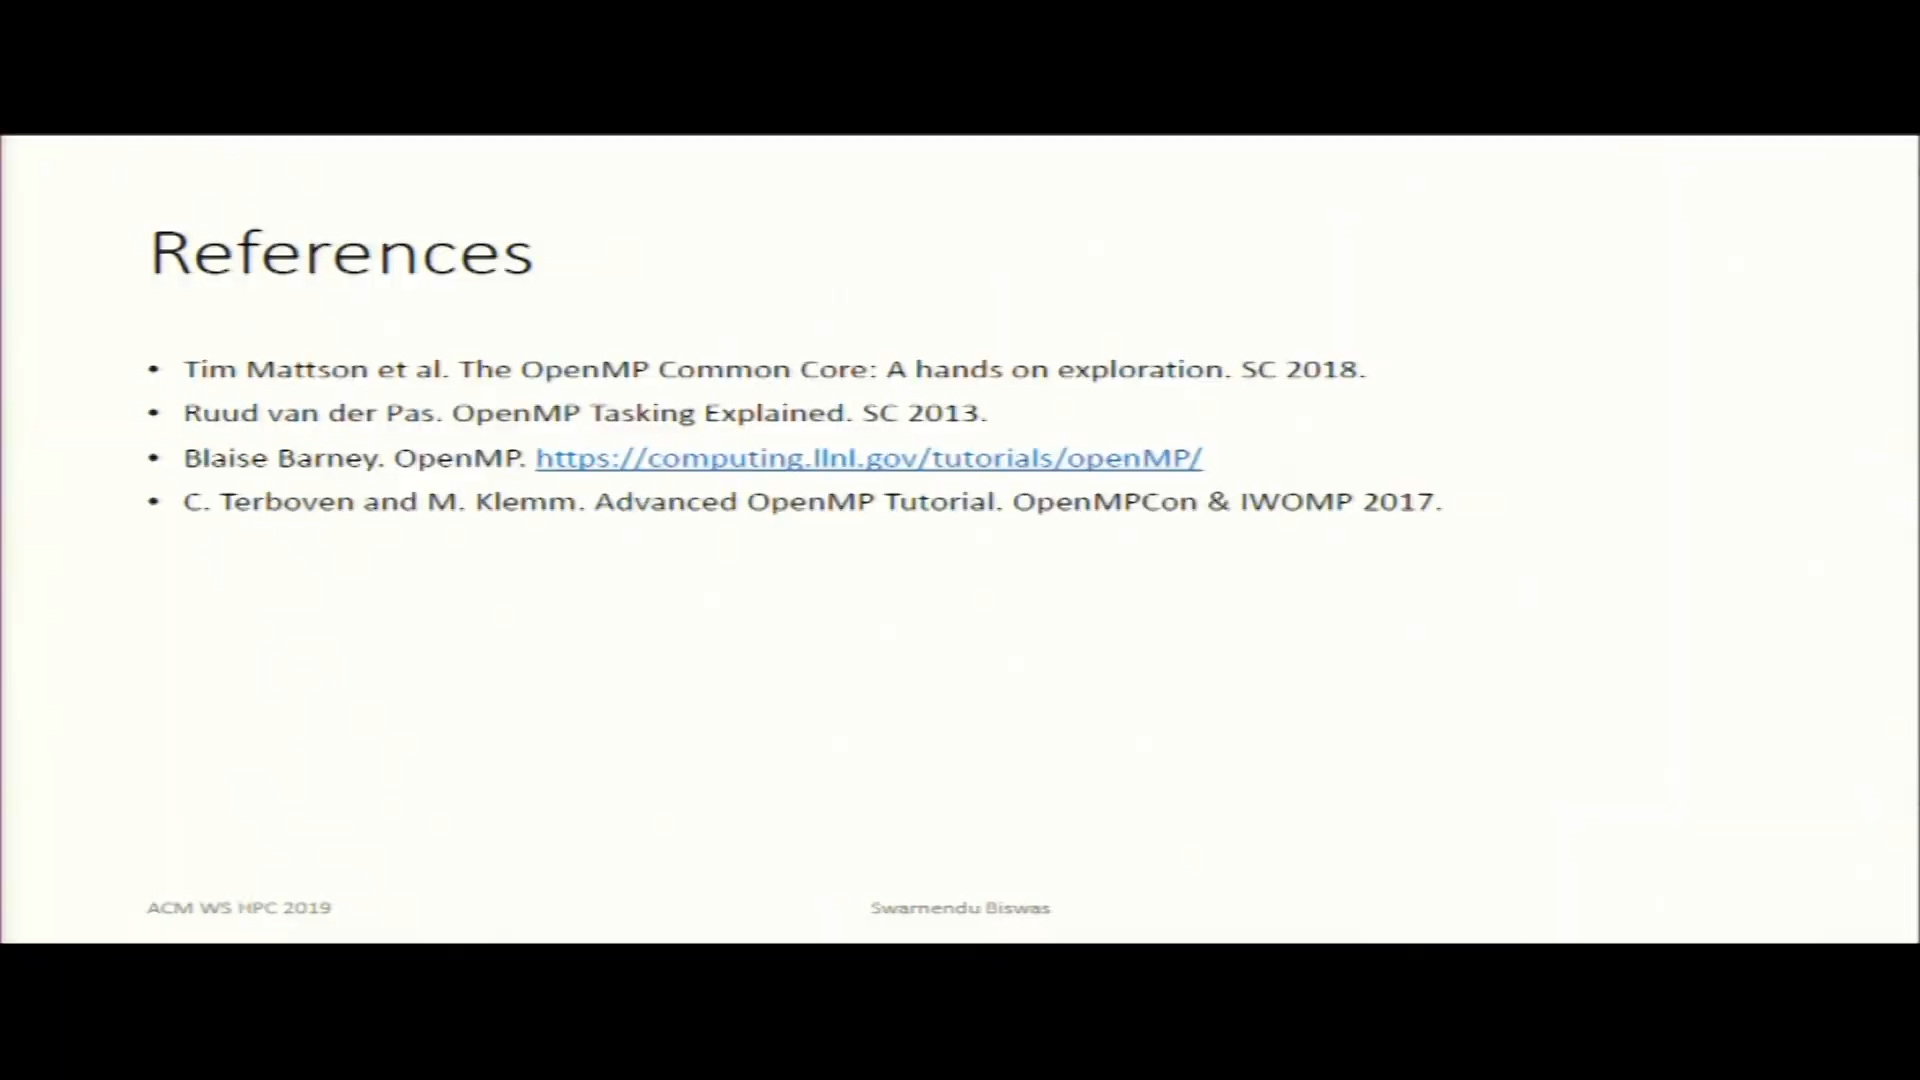 References
• Tim Mattson et al. The OpenMP Common Core: A hands on exploration. SC 2018.
• Ruud van der Pas. OpenMP Tasking Explained. SC 2013.
• Blaise Barney. OpenMP. https://computing.llnl.gov/tutorials/openMP/
• C. Terboven and M. Klemm. Advanced OpenMP Tutorial. OpenMPCon & IWOMP 2017.
ACM WS HPC 2019
Swarnendu Biswas